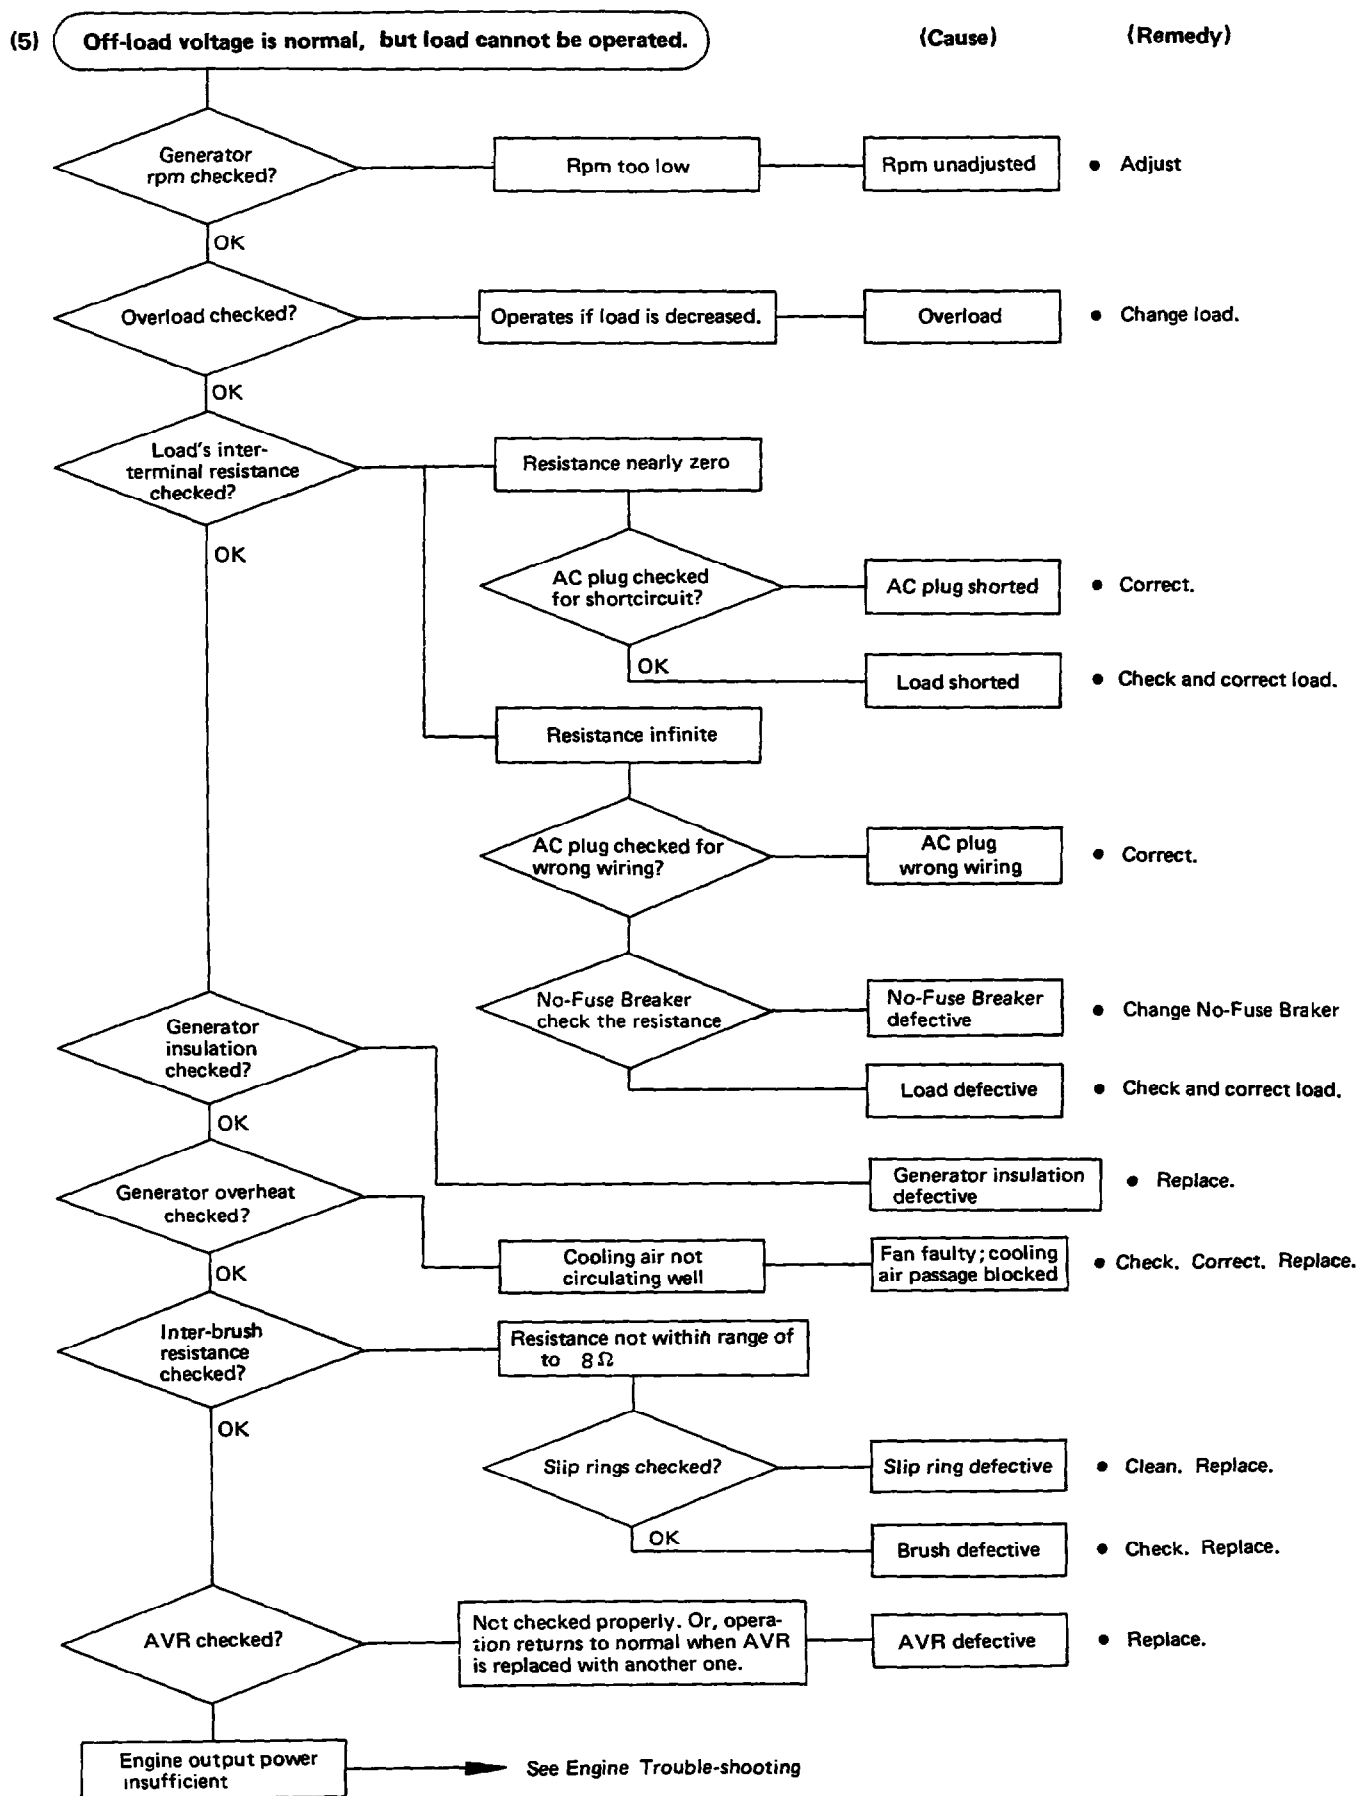 (5) Off-load voltage is normal, but load cannot be operated.
(Cause)
(Remedy)
Generator
rpm checked?
Rpm too low
Rpm unadjusted
• Adjust
OK
Overload checked?
Operates if load is decreased.
Overload
• Change load.
OK
Load's inter-
terminal resistance
checked?
Resistance nearly zero
OK
AC plug checked
for shortcircuit?
AC plug shorted
• Correct.
OK
Load shorted
• Check and correct load.
Resistance infinite
AC plug checked for
wrong wiring?
AC plug
wrong wiring
• Correct.
No-Fuse Breaker
check the resistance
No-Fuse Breaker
defective
• Change No-Fuse Braker
Load defective
• Check and correct load.
Generator
insulation
checked?
OK
Generator insulation
defective
• Replace.
Generator overheat
checked?
Cooling air not
circulating well
Fan faulty; cooling
air passage blocked
• Check. Correct. Replace.
OK
Inter-brush
resistance
checked?
Resistance not within range of
to 8Ω
OK
Slip rings checked?
Slip ring defective
• Clean. Replace.
OK
Brush defective
• Check. Replace.
AVR checked?
Not checked properly. Or, opera-
tion returns to normal when AVR
is replaced with another one.
AVR defective
• Replace.
Engine output power
insufficient
See Engine Trouble-shooting